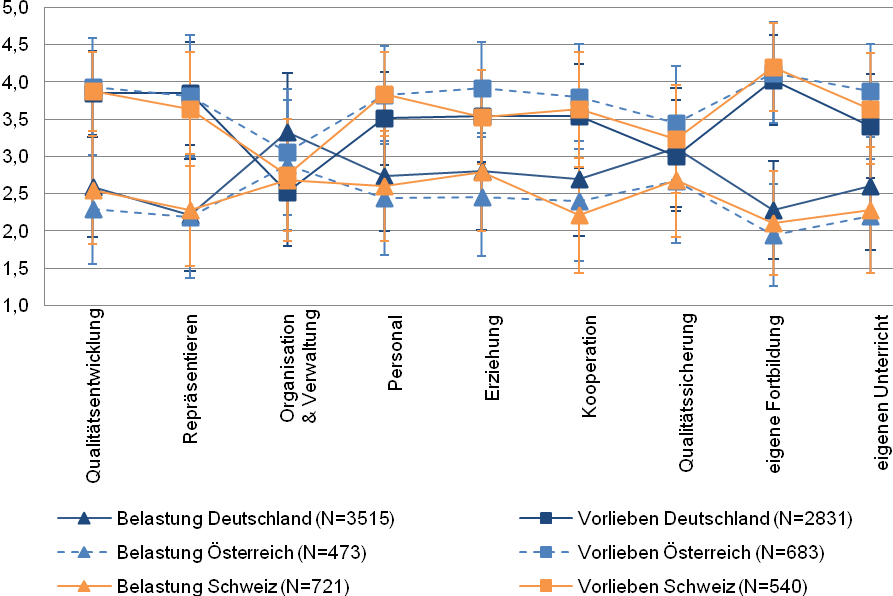 5,0
4,5
4,0
3,5
3,0
2,5
2,0
1,5
1,0
Qualitätsentwicklung
Repräsentieren
Organisation
& Verwaltung
Personal
Erziehung
Kooperation
Qualitätssicherung
eigene Fortbildung
eigenen Unterricht
Belastung Deutschland (N=3515)
Vorlieben Deutschland (N=2831)
Belastung Österreich (N=473)
Vorlieben Österreich (N=683)
Belastung Schweiz (N=721)
Vorlieben Schweiz (N=540)